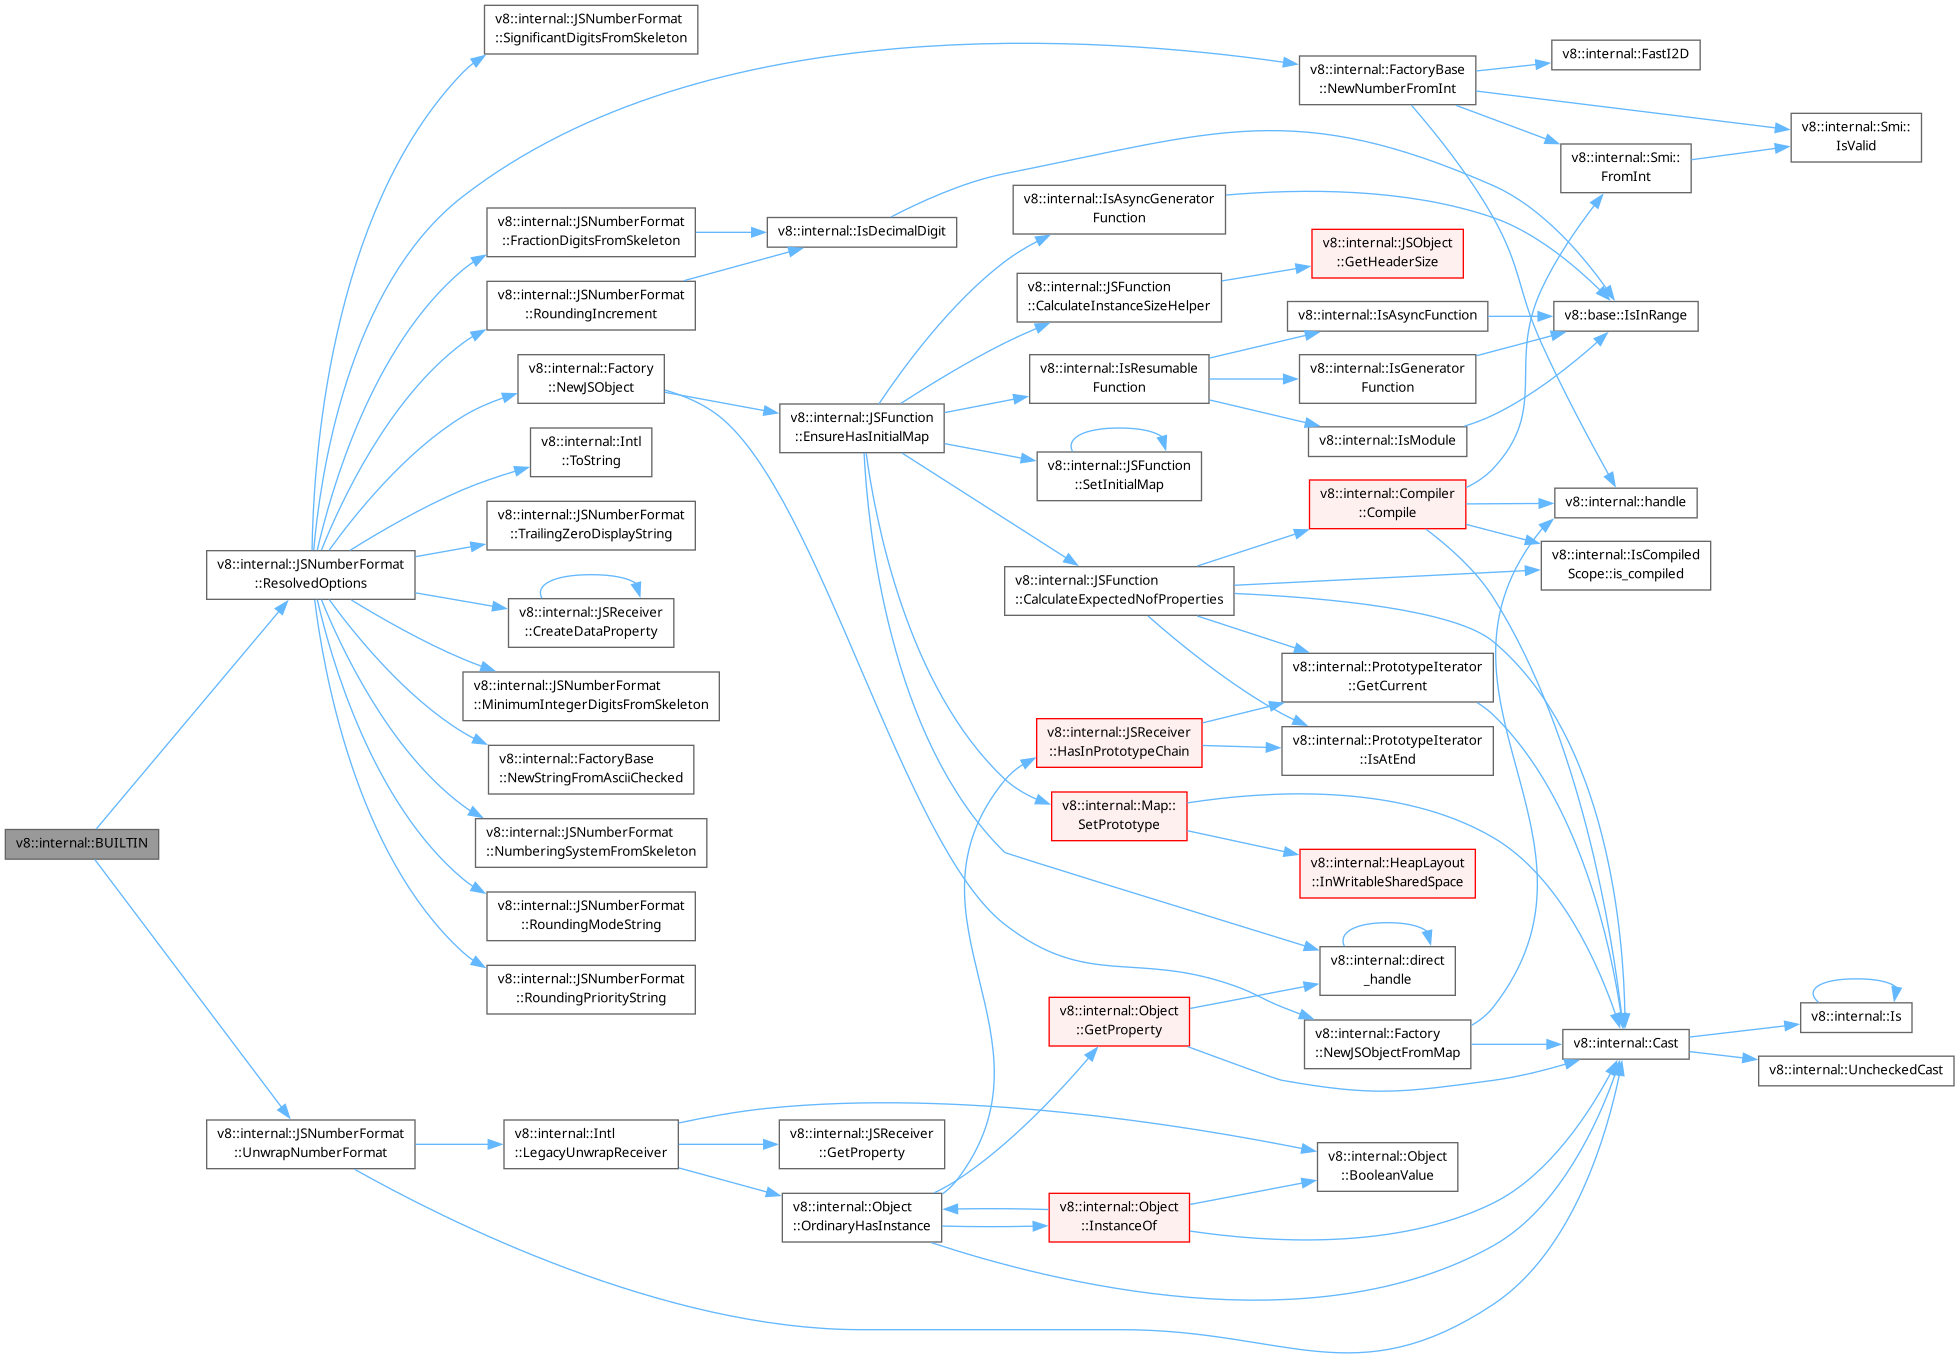 v8::internal::BUILTIN
v8::internal::JSNumberFormat
::ResolvedOptions
v8::internal::JSNumberFormat
::UnwrapNumberFormat
v8::internal::JSNumberFormat
::SignificantDigitsFromSkeleton
v8::internal::JSNumberFormat
::FractionDigitsFromSkeleton
v8::internal::JSNumberFormat
::RoundingIncrement
v8::internal::Factory
::NewJSObject
v8::internal::Intl
::ToString
v8::internal::JSNumberFormat
::TrailingZeroDisplayString
v8::internal::JSReceiver
::CreateDataProperty
v8::internal::JSNumberFormat
::MinimumIntegerDigitsFromSkeleton
v8::internal::FactoryBase
::NewStringFromAsciiChecked
v8::internal::JSNumberFormat
::NumberingSystemFromSkeleton
v8::internal::JSNumberFormat
::RoundingModeString
v8::internal::JSNumberFormat
::RoundingPriorityString
v8::internal::Intl
::LegacyUnwrapReceiver
v8::internal::IsDecimalDigit
v8::internal::JSFunction
::EnsureHasInitialMap
v8::internal::JSReceiver
::GetProperty
v8::internal::Object
::OrdinaryHasInstance
v8::internal::IsAsyncGenerator
Function
v8::internal::JSFunction
::CalculateInstanceSizeHelper
v8::internal::IsResumable
Function
v8::internal::JSFunction
::SetInitialMap
v8::internal::JSFunction
::CalculateExpectedNofProperties
v8::internal::JSReceiver
::HasInPrototypeChain
v8::internal::Map::
SetPrototype
v8::internal::Object
::GetProperty
v8::internal::Object
::InstanceOf
v8::internal::FactoryBase
::NewNumberFromInt
v8::internal::JSObject
::GetHeaderSize
v8::internal::IsAsyncFunction
v8::internal::IsGenerator
Function
v8::internal::IsModule
v8::internal::Compiler
::Compile
v8::internal::PrototypeIterator
::GetCurrent
v8::internal::PrototypeIterator
::IsAtEnd
v8::internal::HeapLayout
::InWritableSharedSpace
v8::internal::direct
_handle
v8::internal::Factory
::NewJSObjectFromMap
v8::internal::Object
::BooleanValue
v8::internal::FastI2D
v8::internal::Smi::
FromInt
v8::base::IsInRange
v8::internal::handle
v8::internal::IsCompiled
Scope::is_compiled
v8::internal::Cast
v8::internal::Smi::
IsValid
v8::internal::Is
v8::internal::UncheckedCast